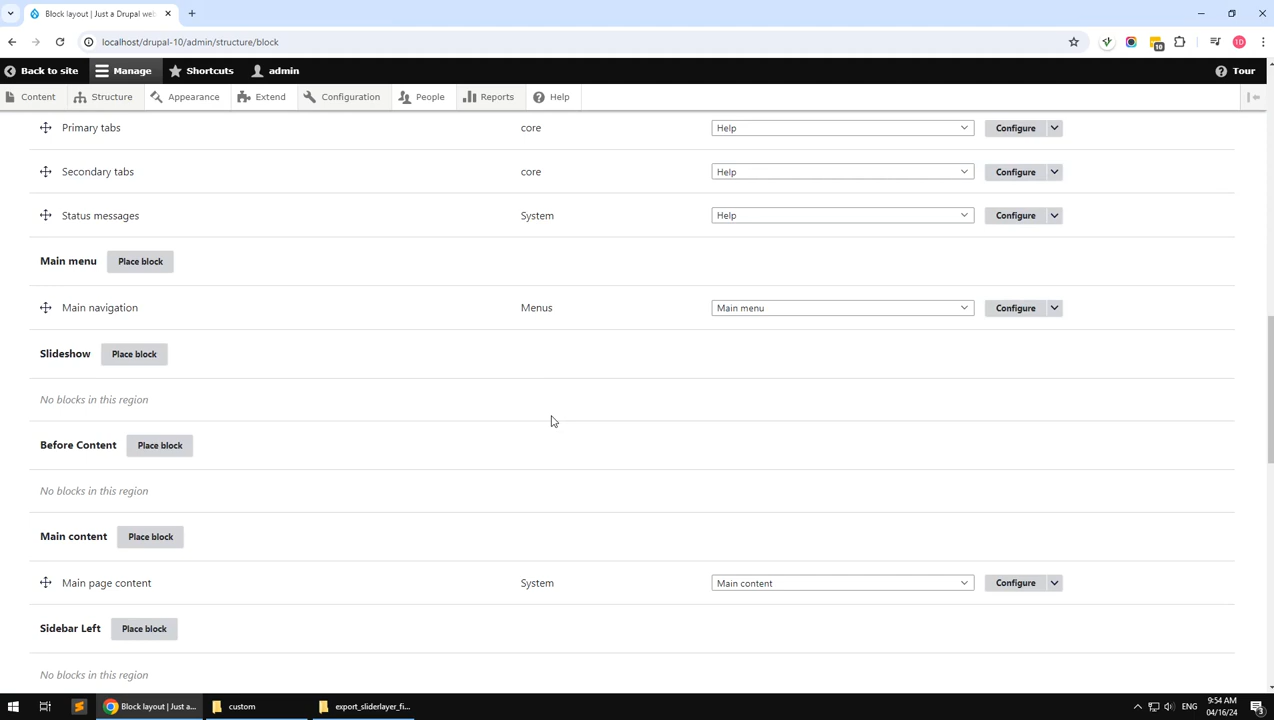 Block layout | Just a Drupal web
localhost/drupal-10/admin/structure/block
10
1D
Back to site Manage Shortcuts admin Tour
Content Structure Appearance Extend Configuration People Reports Help
Primary tabs core Help Configure
Secondary tabs core Help Configure
Status messages System Help Configure
Main menu Place block
Main navigation Menus Main menu Configure
Slideshow Place block
No blocks in this region
Before Content Place block
No blocks in this region
Main content Place block
Main page content System Main content Configure
Sidebar Left Place block
No blocks in this region
Block layout | Just a... custom export_sliderlayer_fi... ENG 9:54 AM
04/16/24
3